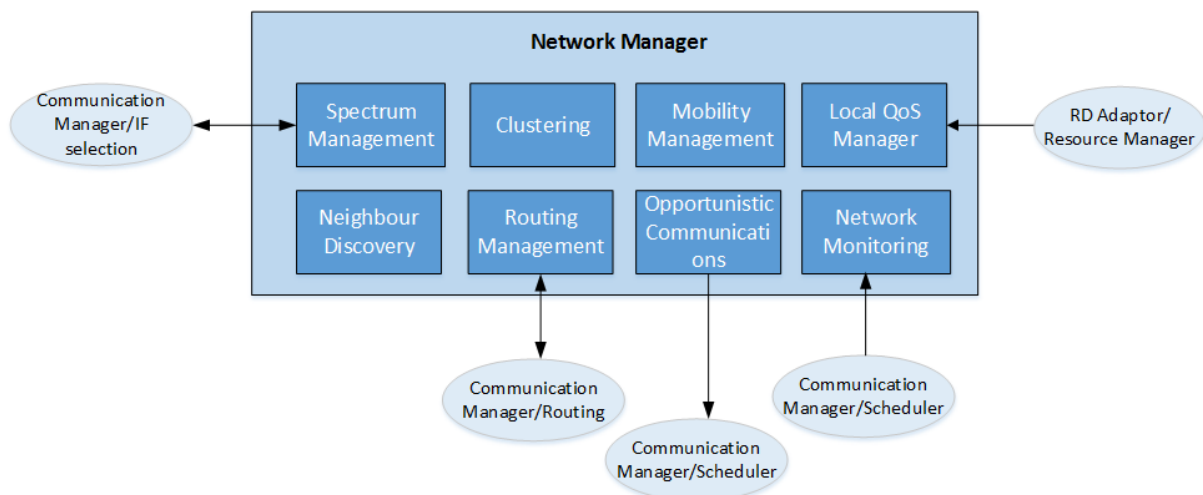 Network Manager
Communication
Manager/IF
selection
Spectrum
Management
Clustering
Mobility
Management
Local QoS
Manager
RD Adaptor/
Resource Manager
Neighbour
Discovery
Routing
Management
Opportunistic
Communicati
ons
Network
Monitoring
Communication
Manager/Routing
Communication
Manager/Scheduler
Communication
Manager/Scheduler